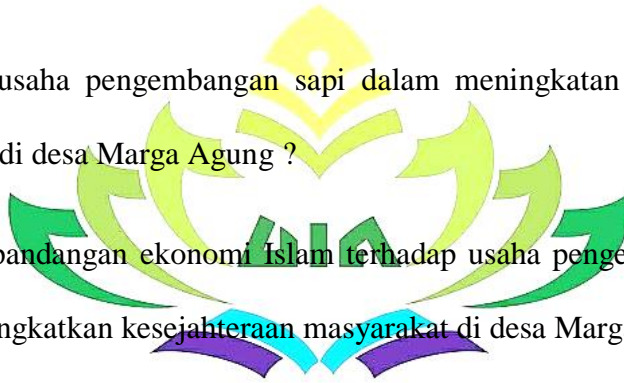 usaha pengembangan sapi dalam meningkatan
di desa Marga Agung ?
pandangan ekonomi Islam terhadap usaha penge
ngkatkan kesejahteraan masyarakat di desa Marg